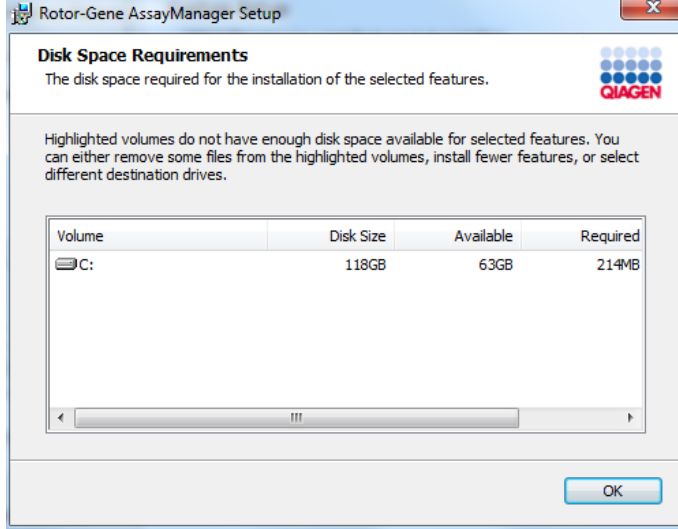 Rotor-Gene AssayManager Setup
Disk Space Requirements
The disk space required for the installation of the selected features.
QIAGEN
Highlighted volumes do not have enough disk space available for selected features. You
can either remove some files from the highlighted volumes, install fewer features, or select
different destination drives.
Volume Disk Size Available Required
C: 118GB 63GB 214MB
OK